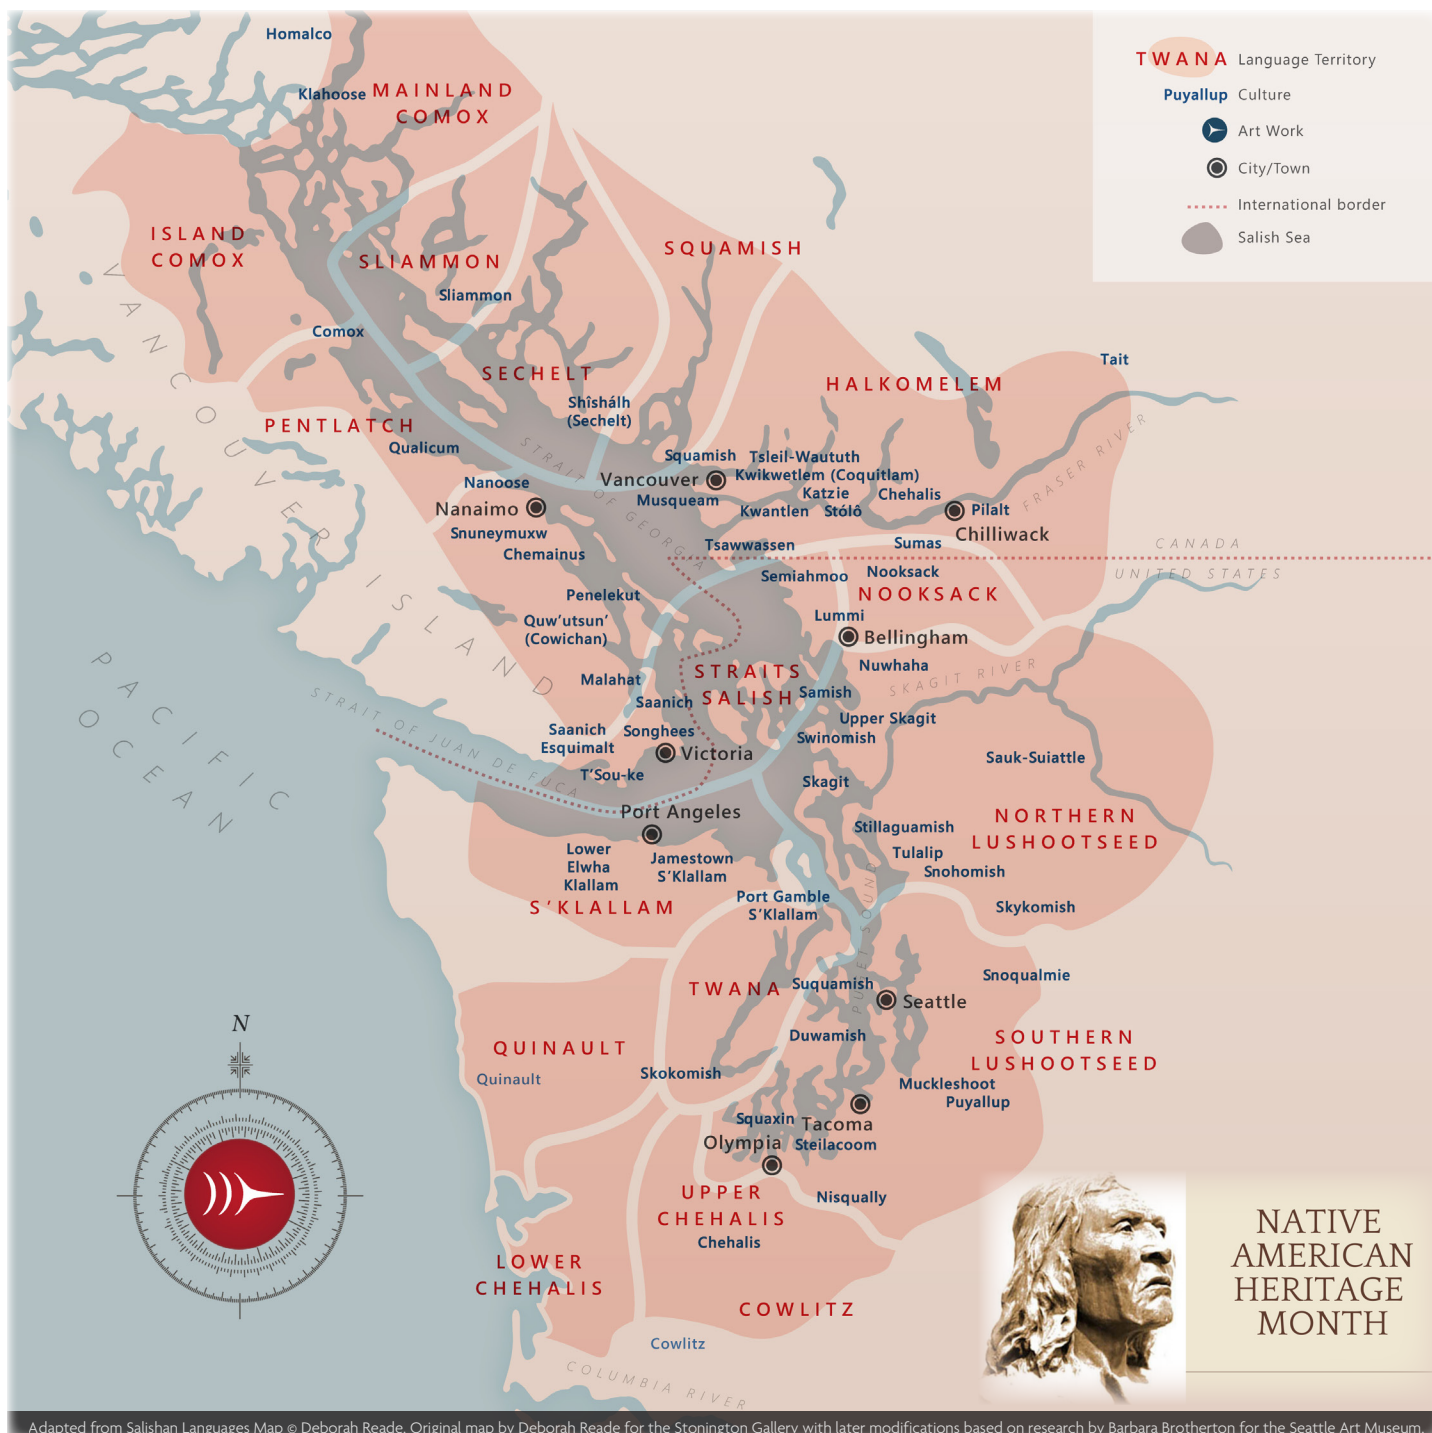 Homalco
Klahoose
MAINLAND
COMOX
TWANA Language Territory
Puyallup Culture
Art Work
City/Town
International border
Salish Sea
ISLAND
COMOX
SLIAMMON
Sliammon
SQUAMISH
Comox
VANCOUVER ISLAND
SECHELT
Shîshálh
(Sechelt)
HALKOMELEM
Tait
PENTLATCH
Qualicum
STRAIT OF GEORGIA
Squamish
Tsleil-Waututh
Kwikwetlem (Coquitlam)
Vancouver
Musqueam
Katzie
Chehalis
Kwantlen
Stólô
Pilalt
Chilliwack
FRASER RIVER
Nanoose
Nanaimo
Snuneymuxw
Chemainus
Tsawwassen
Sumas
CANADA
UNITED STATES
Semiahmoo
Nooksack
NOOKSACK
Penelekut
Quw'utsun'
(Cowichan)
Lummi
Bellingham
Nuwhaha
SKAGIT RIVER
Malahat
STRAITS
SALISH
Saanich
Samish
Upper Skagit
Swinomish
Saanich
Esquimalt
Songhees
Victoria
T'Sou-ke
STRAIT OF JUAN DE FUCA
PACIFIC
OCEAN
Skagit
Sauk-Suiattle
NORTHERN
LUSHOOTSEED
Port Angeles
Lower
Elwha
Klallam
Jamestown
S'Klallam
S'KLALLAM
Port Gamble
S'Klallam
Stillaguamish
Tulalip
Snohomish
Skykomish
PUGET SOUND
TWANA
Suquamish
Seattle
Snoqualmie
Duwamish
SOUTHERN
LUSHOOTSEED
QUINAULT
Quinault
Skokomish
Muckleshoot
Puyallup
Squaxin
Tacoma
Olympia
Steilacoom
Nisqually
UPPER
CHEHALIS
Chehalis
LOWER
CHEHALIS
COWLITZ
Cowlitz
COLUMBIA RIVER
N
NATIVE
AMERICAN
HERITAGE
MONTH
Adapted from Salishan Languages Map © Deborah Reade. Original map by Deborah Reade for the Stonington Gallery with later modifications based on research by Barbara Brotherton for the Seattle Art Museum.